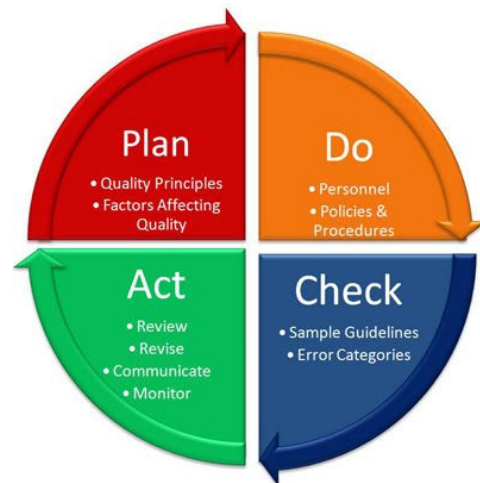 Plan
• Quality Principles
• Factors Affecting
Quality
Do
• Personnel
• Policies &
Procedures
Check
• Sample Guidelines
• Error Categories
Act
• Review
• Revise
• Communicate
• Monitor